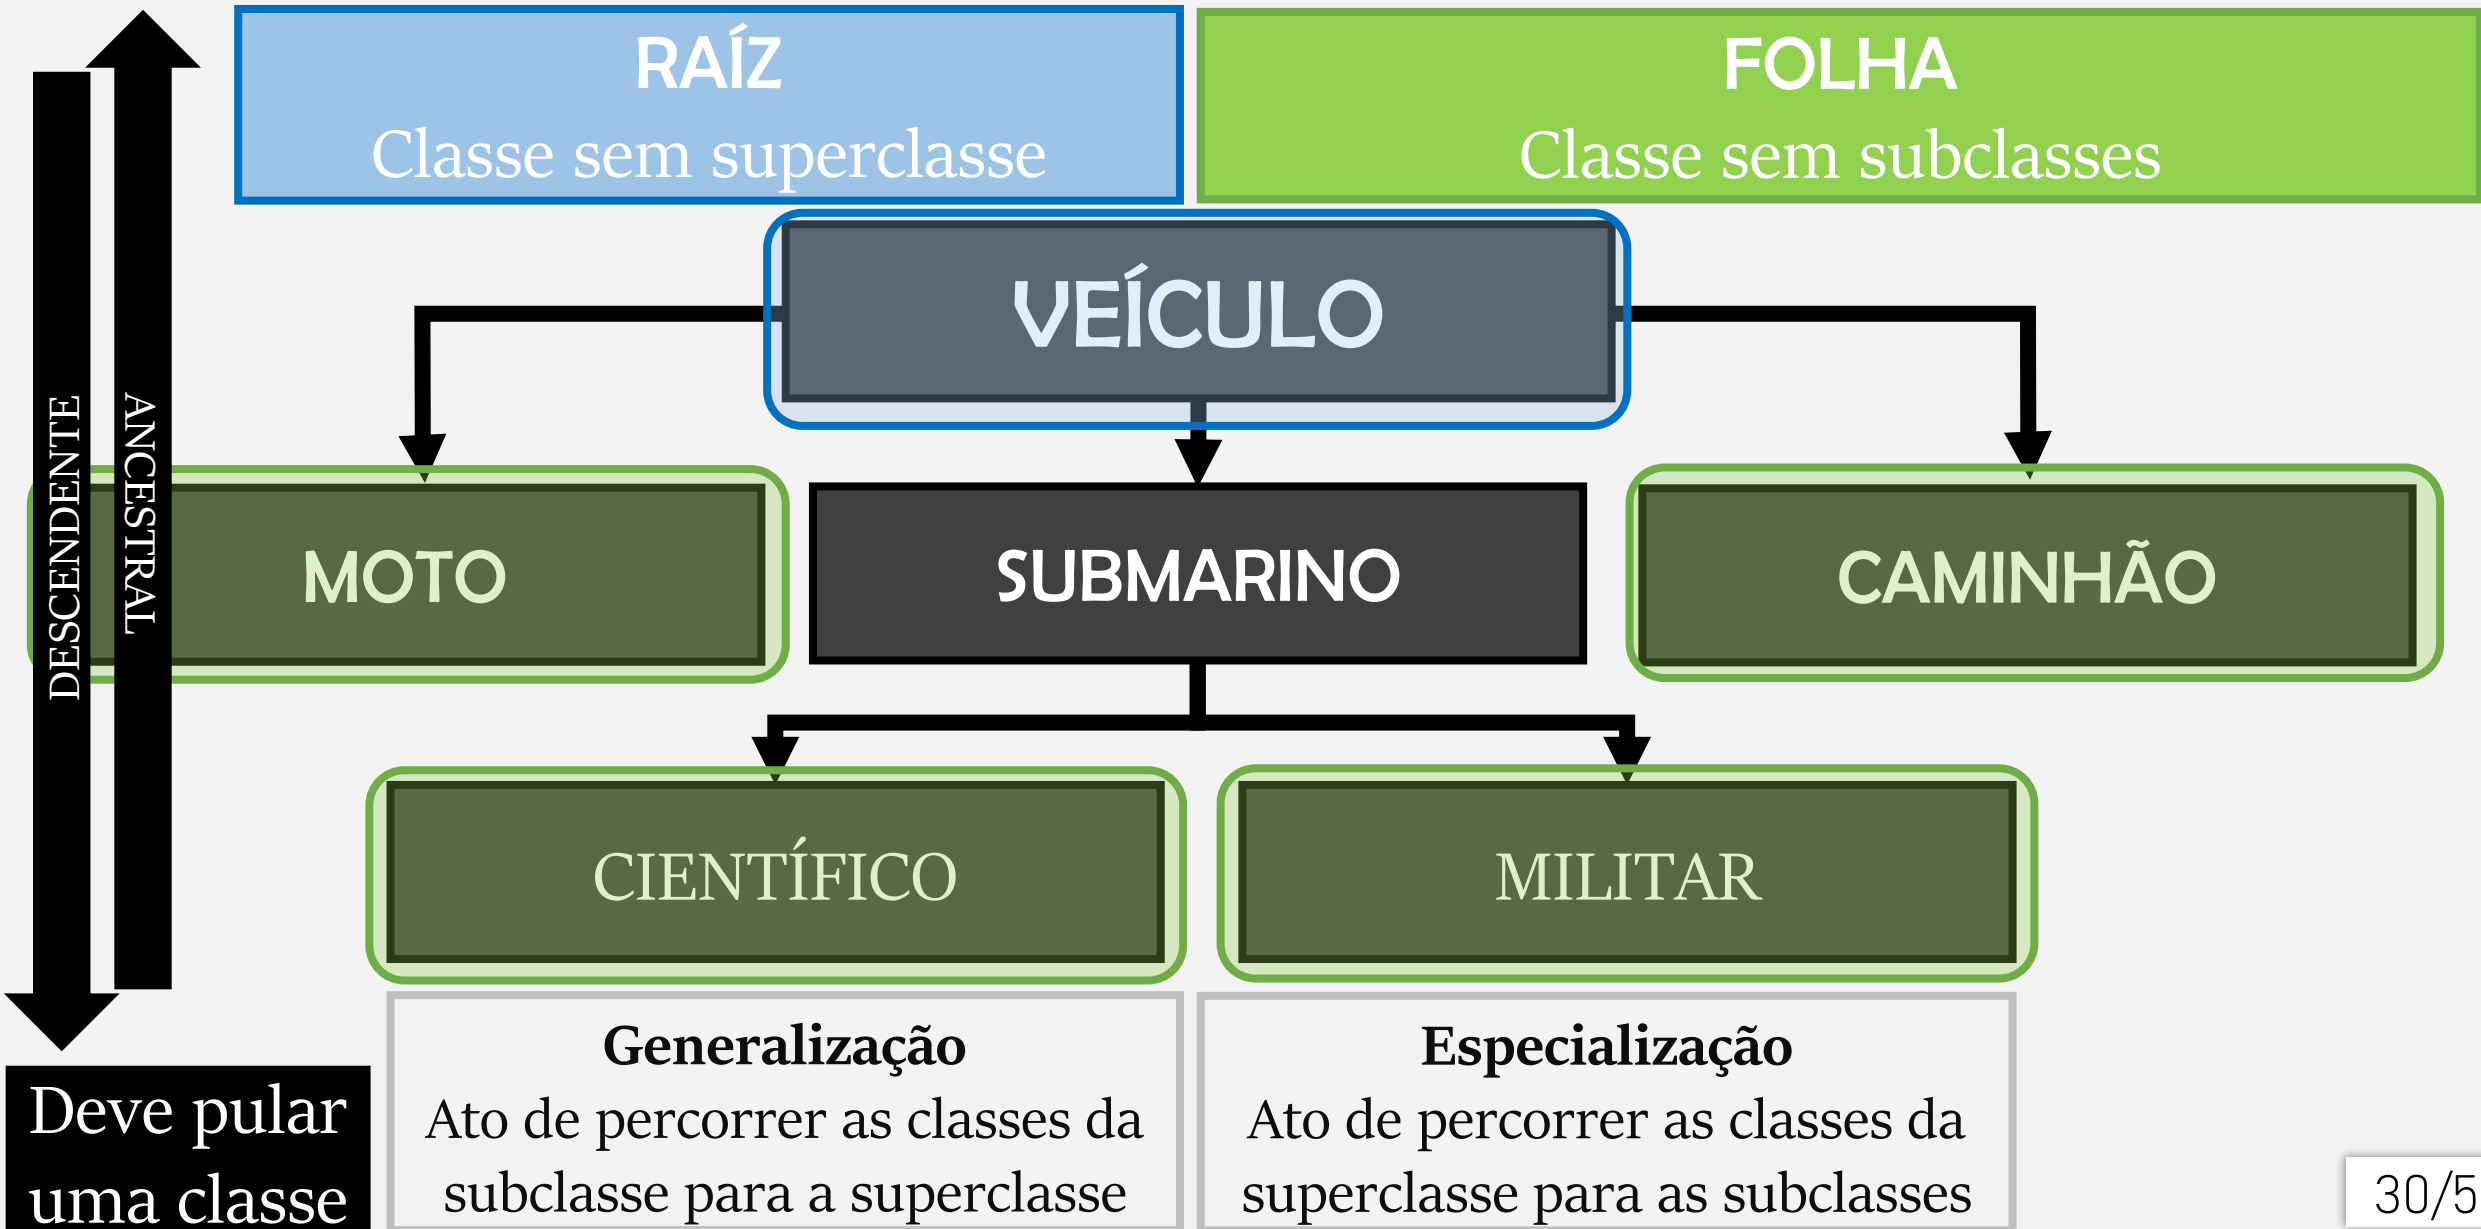 RAÍZ
Classe sem superclasse
FOLHA
Classe sem subclasses
VEÍCULO
DESCENDENTE
ANCESTRAL
MOTO
SUBMARINO
CAMINHÃO
CIENTÍFICO
MILITAR
Generalização
Ato de percorrer as classes da
subclasse para a superclasse
Especialização
Ato de percorrer as classes da
superclasse para as subclasses
Deve pular
uma classe
30/5